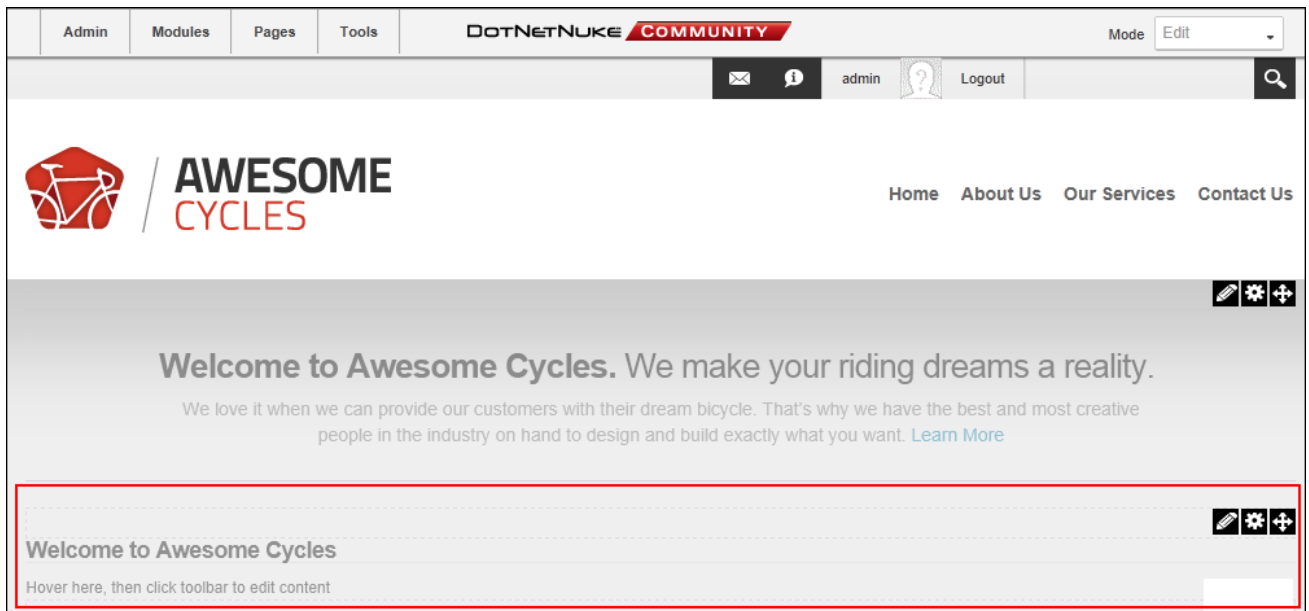 Admin Modules Pages Tools DOTNETNUKE COMMUNITY Mode Edit
admin Logout
AWESOME
CYCLES
Home About Us Our Services Contact Us
Welcome to Awesome Cycles. We make your riding dreams a reality.
We love it when we can provide our customers with their dream bicycle. That's why we have the best and most creative
people in the industry on hand to design and build exactly what you want. Learn More
Welcome to Awesome Cycles
Hover here, then click toolbar to edit content